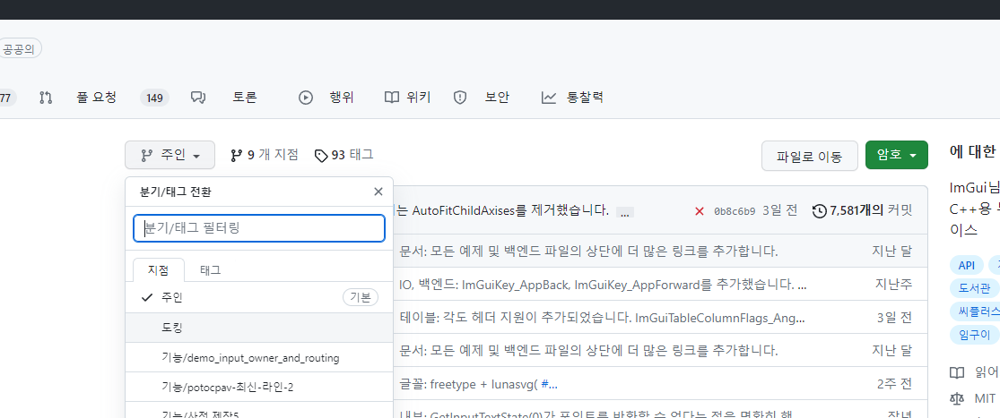 공공의
77 풀 요청 149 토론 행위 위키 보안 통찰력
주인 9 개 지점 93 태그 파일로 이동 암호
에 대한
분기/태그 전환
분기/태그 필터링
지점 태그
주인 기본
도킹
기능/demo_input_owner_and_routing
기능/potocpav-최신-라인-2
는 AutoFitChildAxises를 제거했습니다. ... 0b8c6b9 3일 전 7,581개의 커밋
문서: 모든 예제 및 백엔드 파일의 상단에 더 많은 링크를 추가합니다. 지난 달
IO, 백엔드: ImGuiKey_AppBack, ImGuiKey_AppForward를 추가했습니다. ... 지난주
테이블: 각도 헤더 지원이 추가되었습니다. ImGuiTableColumnFlags_Ang... 3일 전
문서: 모든 예제 및 백엔드 파일의 상단에 더 많은 링크를 추가합니다. 지난 달
글꼴: freetype + lunasvg( #... 2주 전
ImGui님
C++용
이스
API
도서관
씨플러스
임구이
읽어
MIT